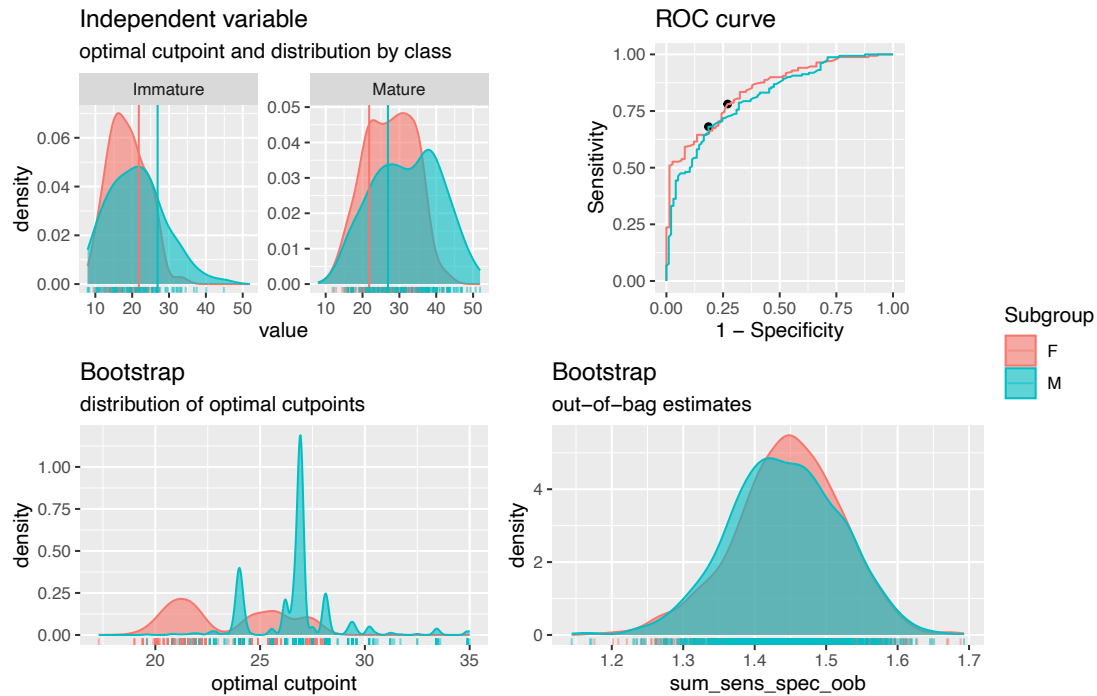 Independent variable
optimal cutpoint and distribution by class
Immature
Mature
density
0.06
0.04
0.02
0.00
0.05
0.04
0.03
0.02
0.01
0.00
10 20 30 40 50
10 20 30 40 50
value
ROC curve
Sensitivity
1.00
0.75
0.50
0.25
0.00
0.00 0.25 0.50 0.75 1.00
1 − Specificity
Subgroup
F
M
Bootstrap
distribution of optimal cutpoints
density
1.00
0.75
0.50
0.25
0.00
20 25 30 35
optimal cutpoint
Bootstrap
out−of−bag estimates
density
4
2
0
1.2 1.3 1.4 1.5 1.6 1.7
sum_sens_spec_oob